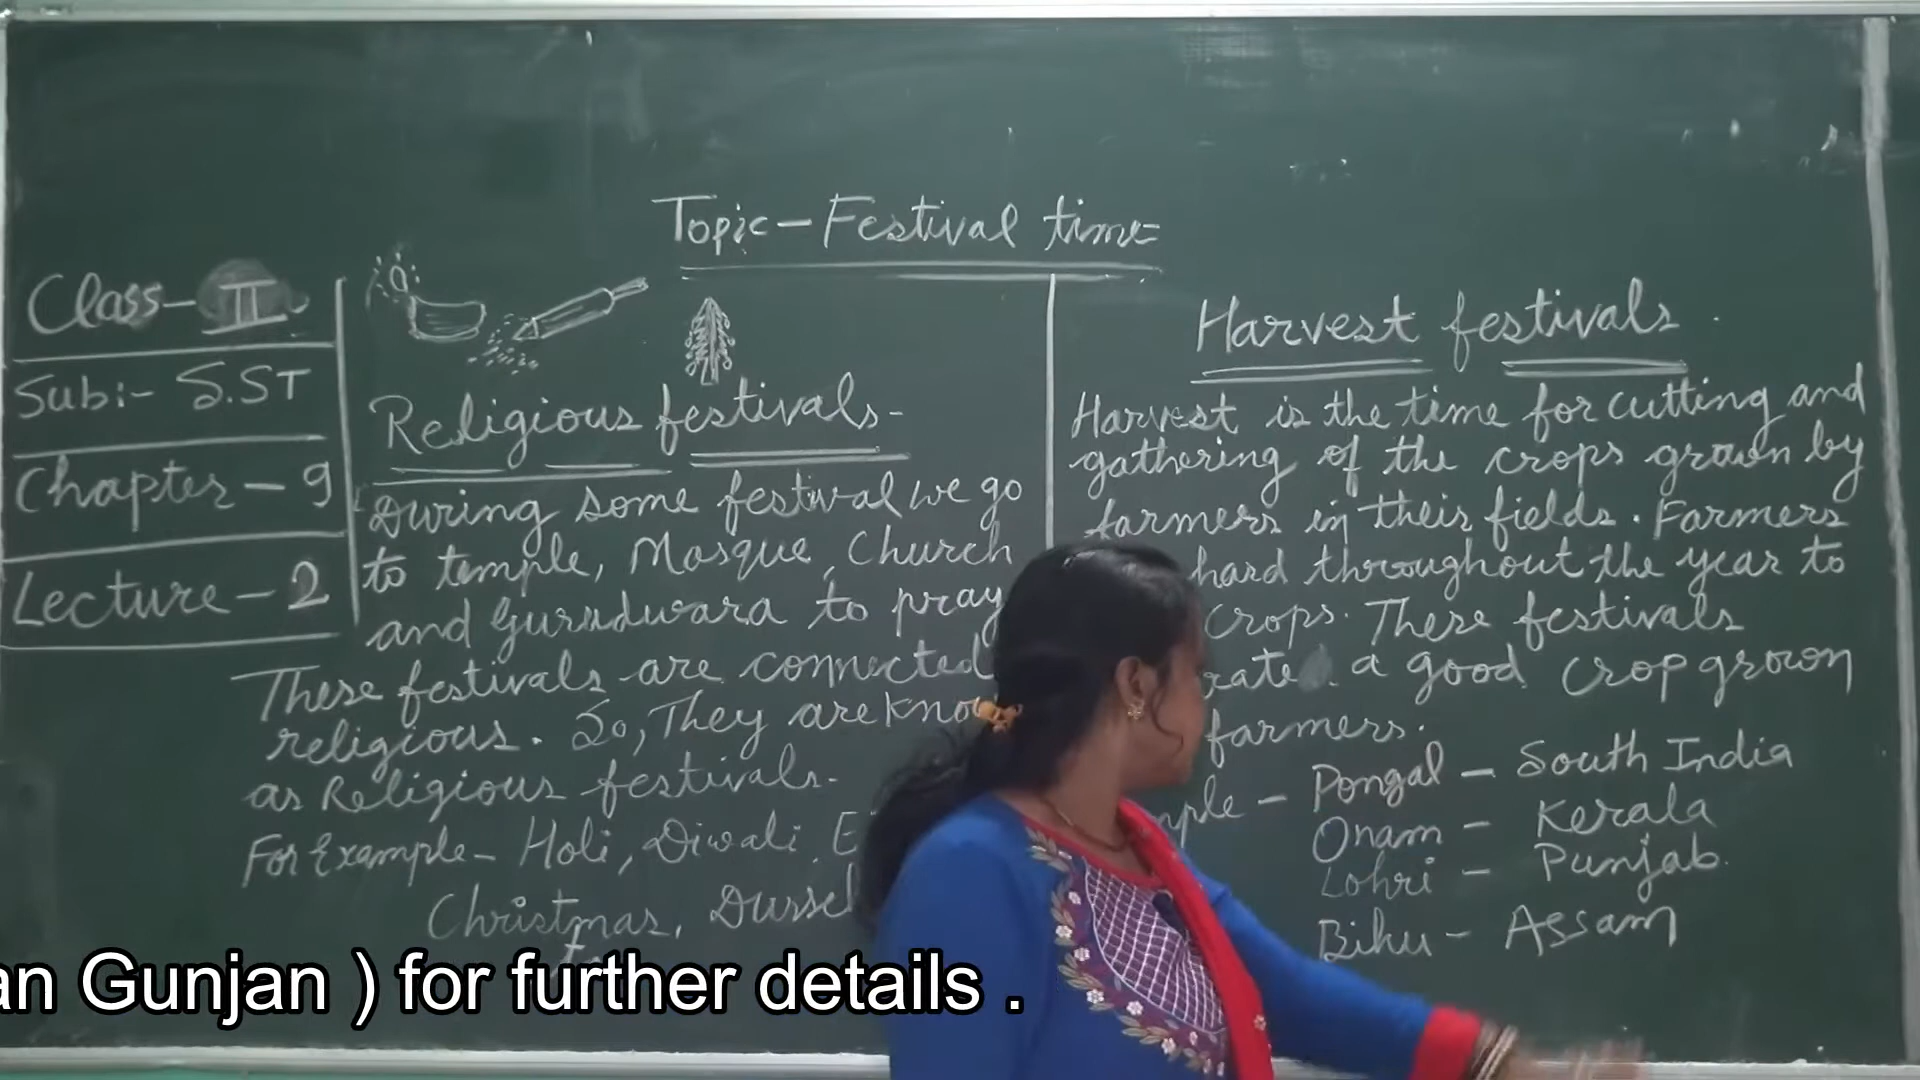 Topic - Festival time
Class - II
Sub:- S.ST
Chapter - 9
Lecture - 2
Religious festivals -
During some festival we go
to temple, Mosque, Church
and Gurudwara to pray
These festivals are connected
religious. So, They are
as Religious festivals.
For Example - Holi, Diwali,
Christmas,
Harvest festivals
Harvest is the time for cutting and
gathering of the crops grown by
farmers in their fields. Farmers
hard throughout the year to
crops. These festivals
a good crop grown
farmers.
- Pongal - South India
Onam - Kerala
Lohri - Punjab.
Bihu - Assam
Gunjan ) for further details .